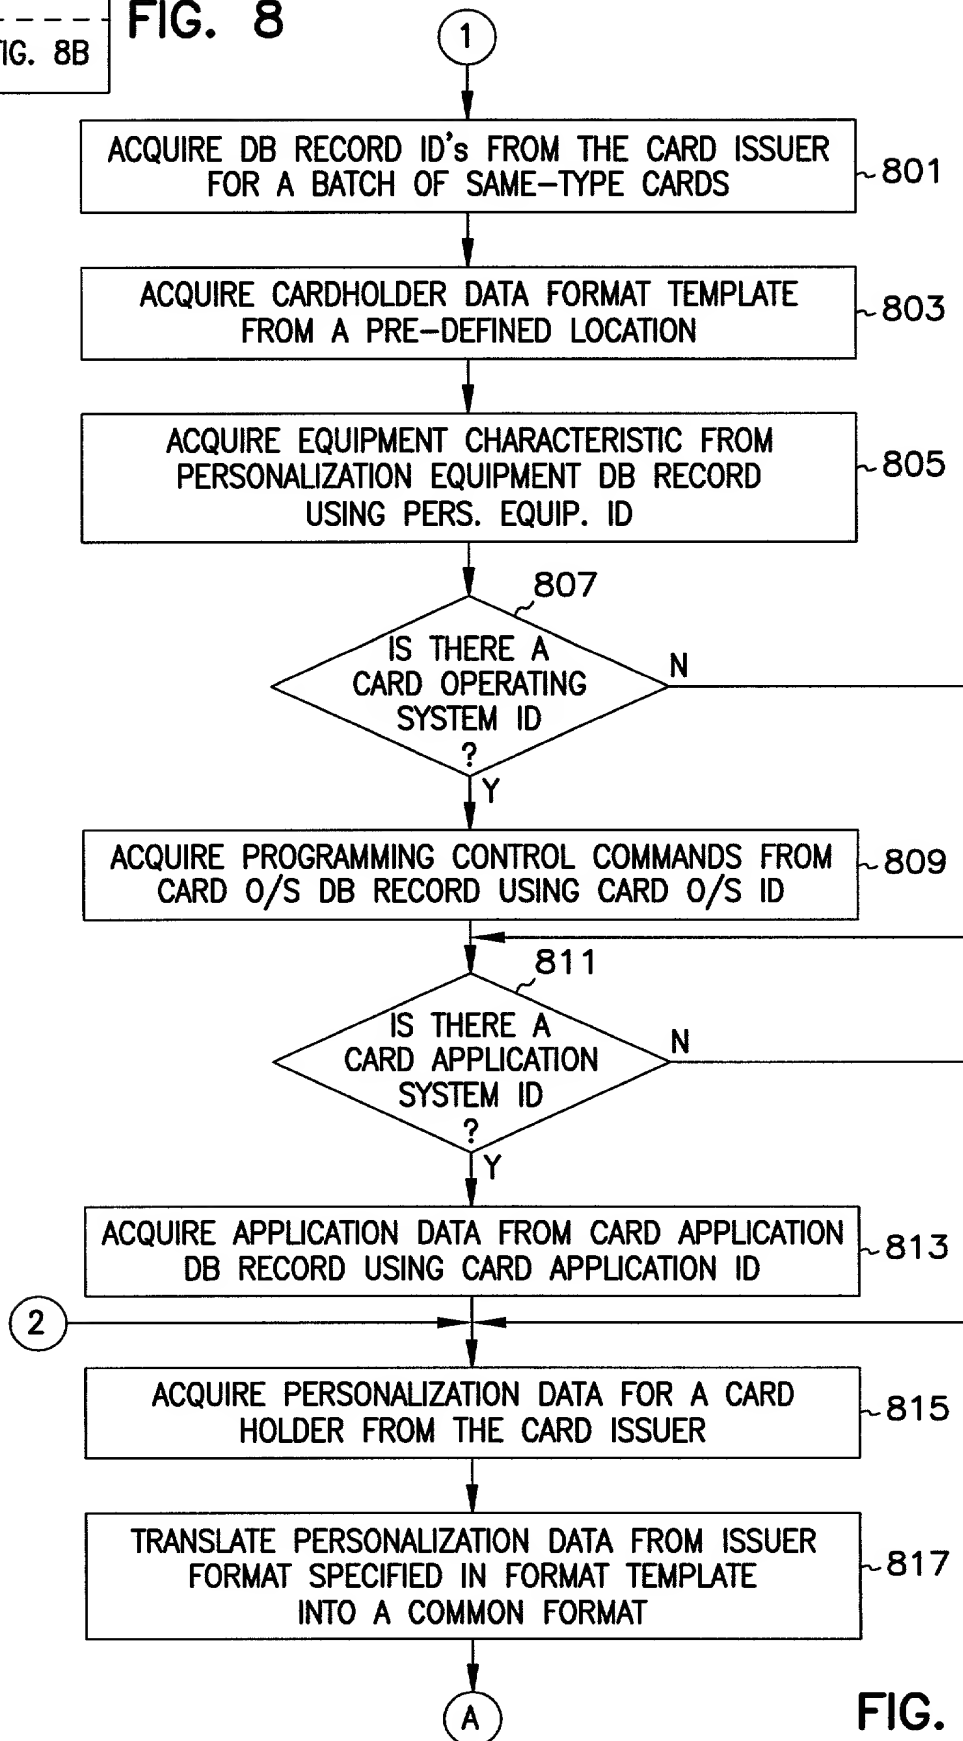 FIG. 8
FIG. 8B
1
ACQUIRE DB RECORD ID's FROM THE CARD ISSUER
FOR A BATCH OF SAME-TYPE CARDS
801
ACQUIRE CARDHOLDER DATA FORMAT TEMPLATE
FROM A PRE-DEFINED LOCATION
803
ACQUIRE EQUIPMENT CHARACTERISTIC FROM
PERSONALIZATION EQUIPMENT DB RECORD
USING PERS. EQUIP. ID
805
807
IS THERE A
CARD OPERATING
SYSTEM ID
?
N
Y
ACQUIRE PROGRAMMING CONTROL COMMANDS FROM
CARD O/S DB RECORD USING CARD O/S ID
809
811
IS THERE A
CARD APPLICATION
SYSTEM ID
?
N
Y
ACQUIRE APPLICATION DATA FROM CARD APPLICATION
DB RECORD USING CARD APPLICATION ID
813
2
ACQUIRE PERSONALIZATION DATA FOR A CARD
HOLDER FROM THE CARD ISSUER
815
TRANSLATE PERSONALIZATION DATA FROM ISSUER
FORMAT SPECIFIED IN FORMAT TEMPLATE
INTO A COMMON FORMAT
817
A
FIG.